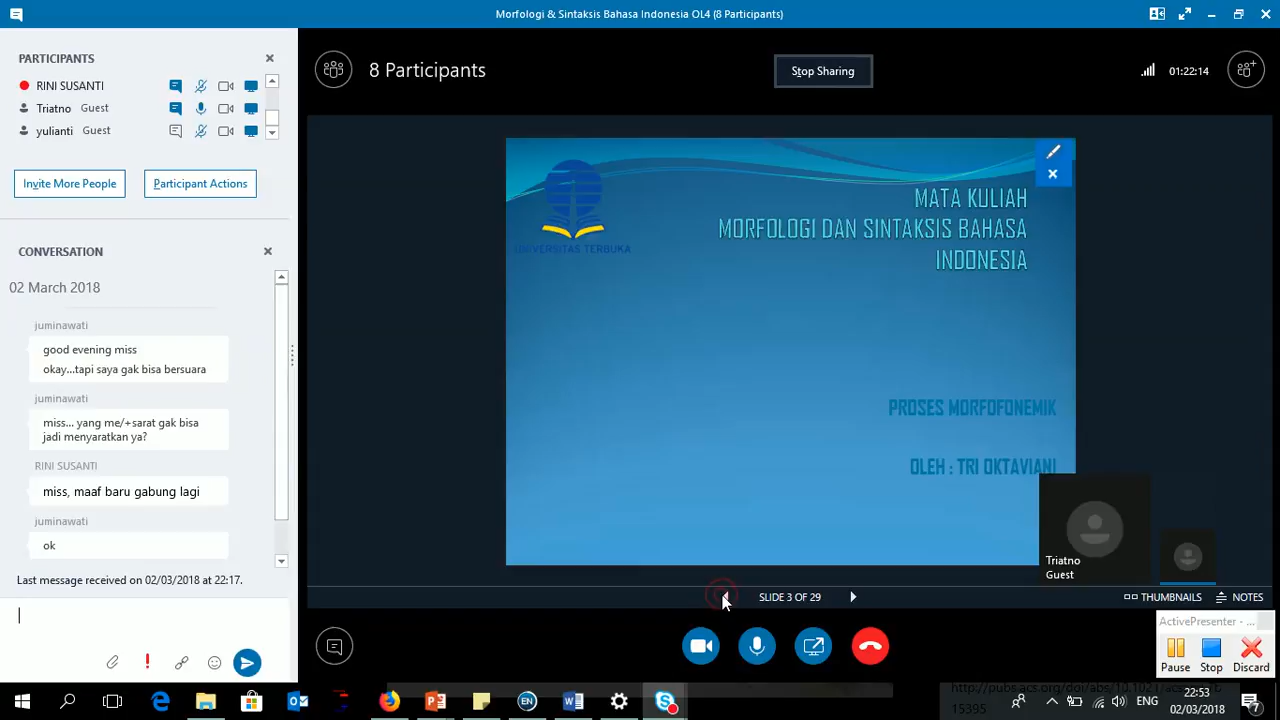 Morfologi & Sintaksis Bahasa Indonesia OL4 (8 Participants)
PARTICIPANTS
RINI SUSANTI
Triatno Guest
yulianti Guest
Invite More People
Participant Actions
CONVERSATION
02 March 2018
juminawati
good evening miss
okay...tapi saya gak bisa bersuara
juminawati
miss... yang me/+sarat gak bisa
jadi menyaratkan ya?
RINI SUSANTI
miss, maaf baru gabung lagi
juminawati
ok
Last message received on 02/03/2018 at 22:17.
8 Participants
Stop Sharing
01:22:14
UNIVERSITAS TERBUKA
MATA KULIAH
MORFOLOGI DAN SINTAKSIS BAHASA
INDONESIA
PROSES MORFOFONEMIK
OLEH : TRI OKTAVIANI
Triatno
Guest
SLIDE 3 OF 29
THUMBNAILS
NOTES
ActivePresenter - ...
Pause
Stop
Discard
ENG
22:53
02/03/2018
7
15395